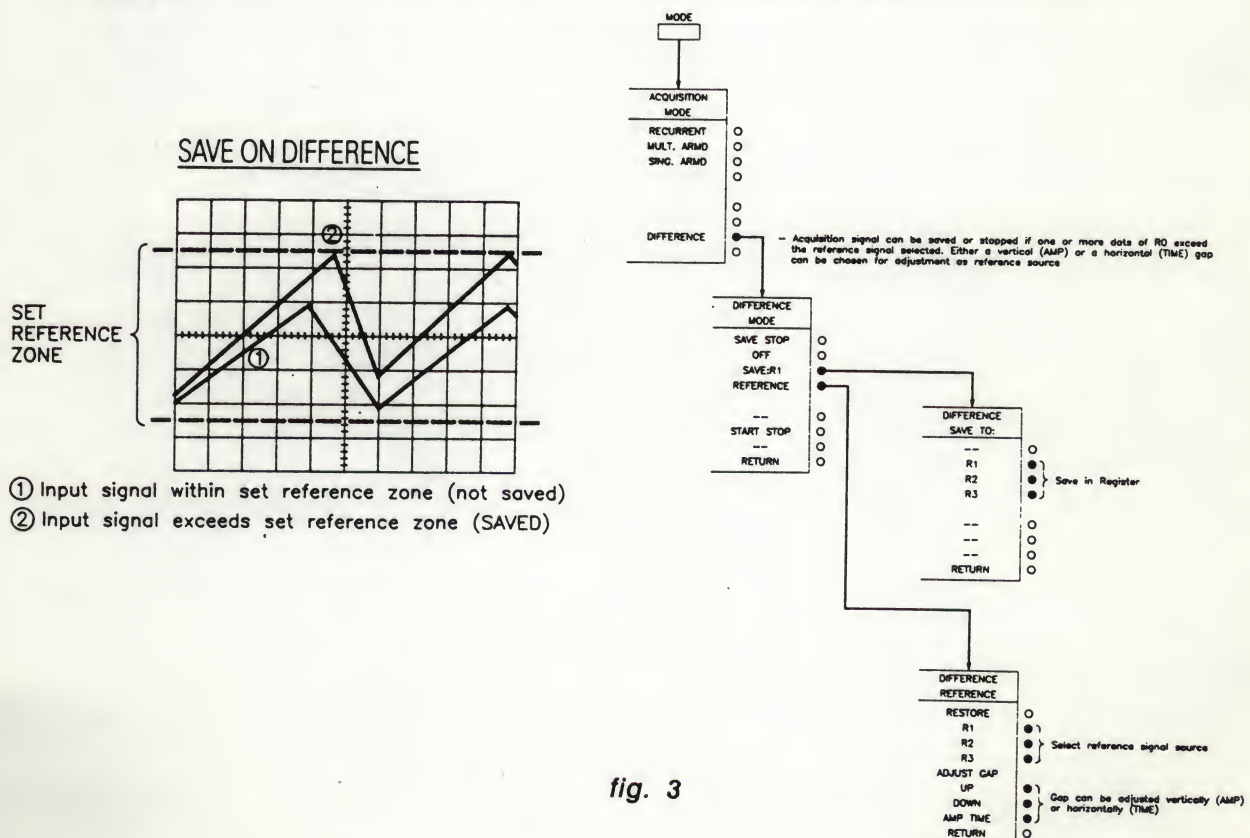 SAVE ON DIFFERENCE
②
SET
REFERENCE
ZONE
①
① Input signal within set reference zone (not saved)
② Input signal exceeds set reference zone (SAVED)
MODE
ACQUISITION
MODE
RECURRENT
MULT. ARMD
SING. ARMD
DIFFERENCE
– Acquisition signal can be saved or stopped if one or more dots of R0 exceed
the reference signal selected. Either a vertical (AMP) or a horizontal (TIME) gap
can be chosen for adjustment as reference source
DIFFERENCE
MODE
SAVE STOP
OFF
SAVE:R1
REFERENCE
--
START STOP
--
RETURN
DIFFERENCE
SAVE TO:
--
R1
R2
R3
Save in Register
--
--
--
RETURN
DIFFERENCE
REFERENCE
RESTORE
R1
R2
R3
Select reference signal source
ADJUST GAP
UP
DOWN
AMP TIME
Gap can be adjusted vertically (AMP)
or horizontally (TIME)
RETURN
fig. 3